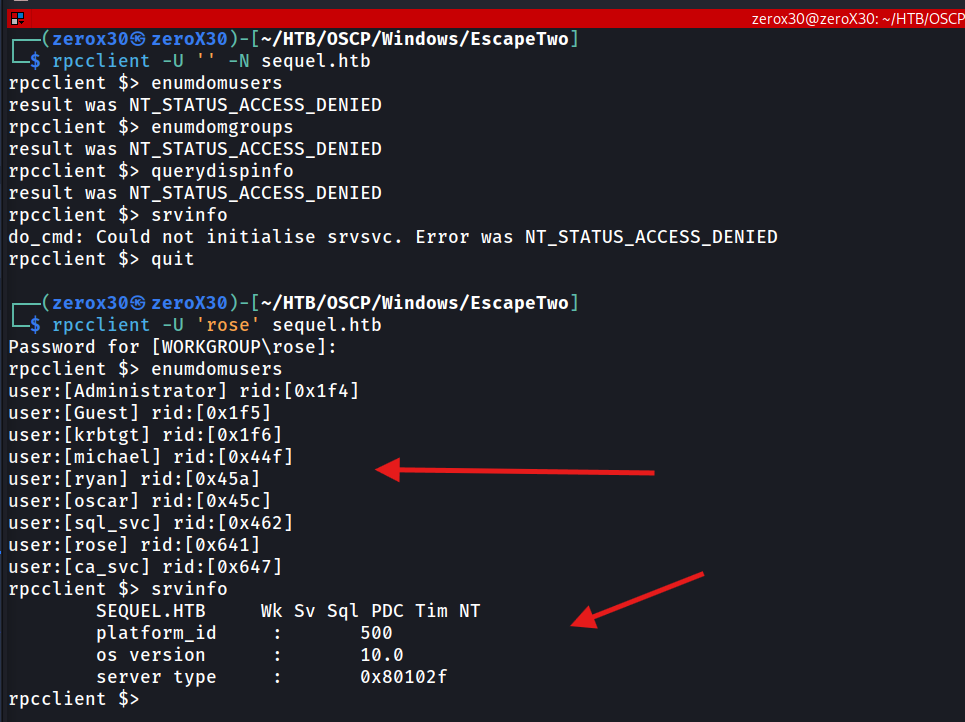 zerox30@zeroX30: ~/HTB/OSCP
┌──(zerox30㉿zeroX30)-[~/HTB/OSCP/Windows/EscapeTwo]
└─$ rpcclient -U '' -N sequel.htb
rpcclient $> enumdomusers
result was NT_STATUS_ACCESS_DENIED
rpcclient $> enumdomgroups
result was NT_STATUS_ACCESS_DENIED
rpcclient $> querydispinfo
result was NT_STATUS_ACCESS_DENIED
rpcclient $> srvinfo
do_cmd: Could not initialise srvsvc. Error was NT_STATUS_ACCESS_DENIED
rpcclient $> quit
┌──(zerox30㉿zeroX30)-[~/HTB/OSCP/Windows/EscapeTwo]
└─$ rpcclient -U 'rose' sequel.htb
Password for [WORKGROUP\rose]:
rpcclient $> enumdomusers
user:[Administrator] rid:[0x1f4]
user:[Guest] rid:[0x1f5]
user:[krbtgt] rid:[0x1f6]
user:[michael] rid:[0x44f]
user:[ryan] rid:[0x45a]
user:[oscar] rid:[0x45c]
user:[sql_svc] rid:[0x462]
user:[rose] rid:[0x641]
user:[ca_svc] rid:[0x647]
rpcclient $> srvinfo
SEQUEL.HTB     Wk Sv Sql PDC Tim NT
platform_id     :       500
os version      :       10.0
server type     :       0x80102f
rpcclient $>